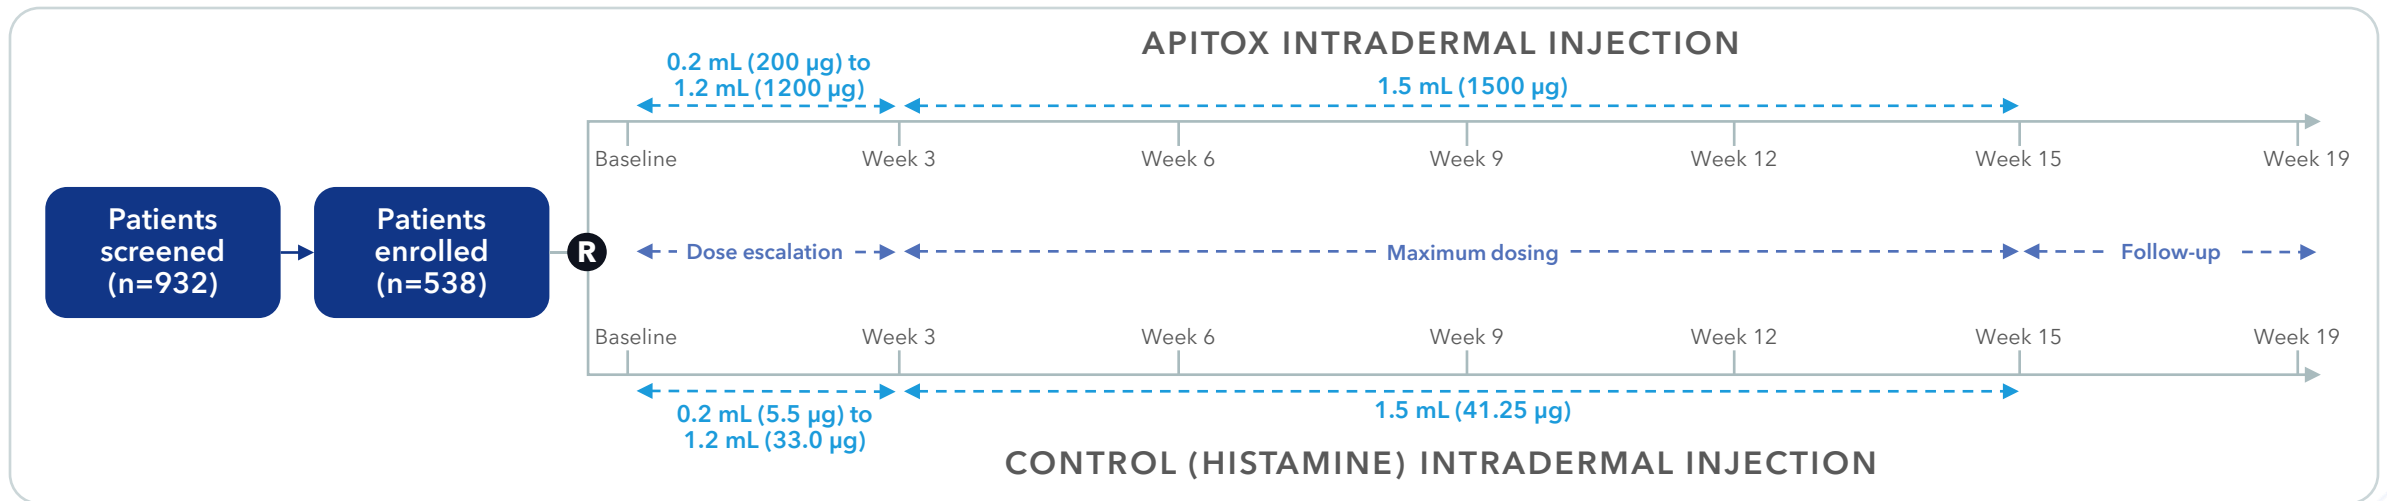 APITOX INTRADERMAL INJECTION
0.2 mL (200 µg) to
1.2 mL (1200 µg)
1.5 mL (1500 µg)
Baseline
Week 3
Week 6
Week 9
Week 12
Week 15
Week 19
Patients
screened
(n=932)
Patients
enrolled
(n=538)
R
Dose escalation
Maximum dosing
Follow-up
Baseline
Week 3
Week 6
Week 9
Week 12
Week 15
Week 19
0.2 mL (5.5 µg) to
1.2 mL (33.0 µg)
1.5 mL (41.25 µg)
CONTROL (HISTAMINE) INTRADERMAL INJECTION